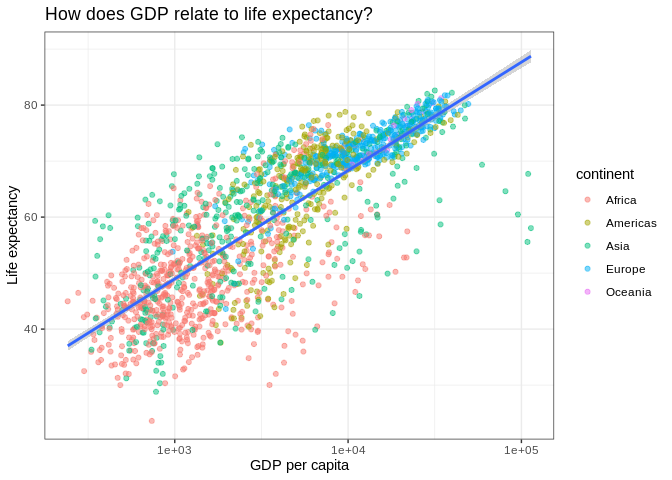 How does GDP relate to life expectancy?
Life expectancy
80
60
40
1e+03
1e+04
1e+05
GDP per capita
continent
Africa
Americas
Asia
Europe
Oceania